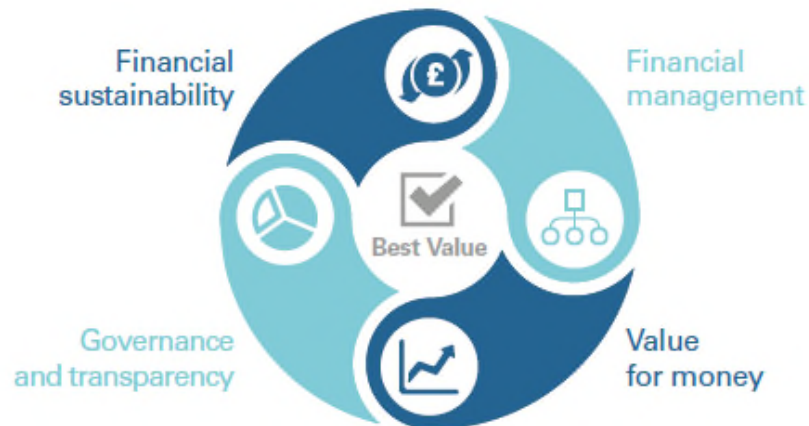 Financial
sustainability
£
Financial
management
Best Value
Governance
and transparency
Value
for money